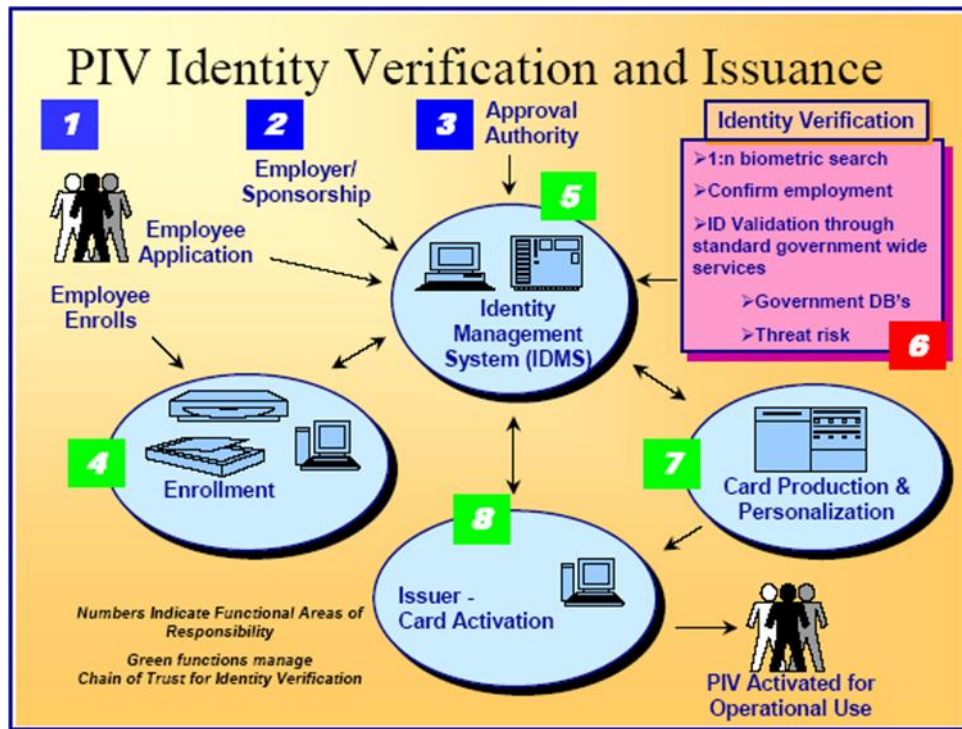 PIV Identity Verification and Issuance
1
2
3
Approval
Authority
Employer/
Sponsorship
Employee
Application
Employee
Enrolls
5
Identity
Management
System (IDMS)
Identity Verification
➢1:n biometric search
➢Confirm employment
➢ID Validation through
standard government wide
services
➢Government DB's
➢Threat risk
6
4
Enrollment
7
Card Production &
Personalization
8
Issuer -
Card Activation
Numbers Indicate Functional Areas of
Responsibility
Green functions manage
Chain of Trust for Identity Verification
PIV Activated for
Operational Use